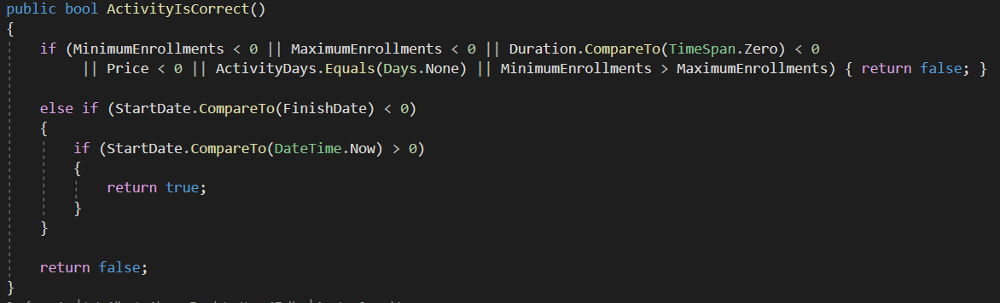 public bool ActivityIsCorrect()
{
if (MinimumEnrollments < 0 || MaximumEnrollments < 0 || Duration.CompareTo(TimeSpan.Zero) < 0
|| Price < 0 || ActivityDays.Equals(Days.None) || MinimumEnrollments > MaximumEnrollments) { return false; }
else if (StartDate.CompareTo(FinishDate) < 0)
{
if (StartDate.CompareTo(DateTime.Now) > 0)
{
return true;
}
}
return false;
}